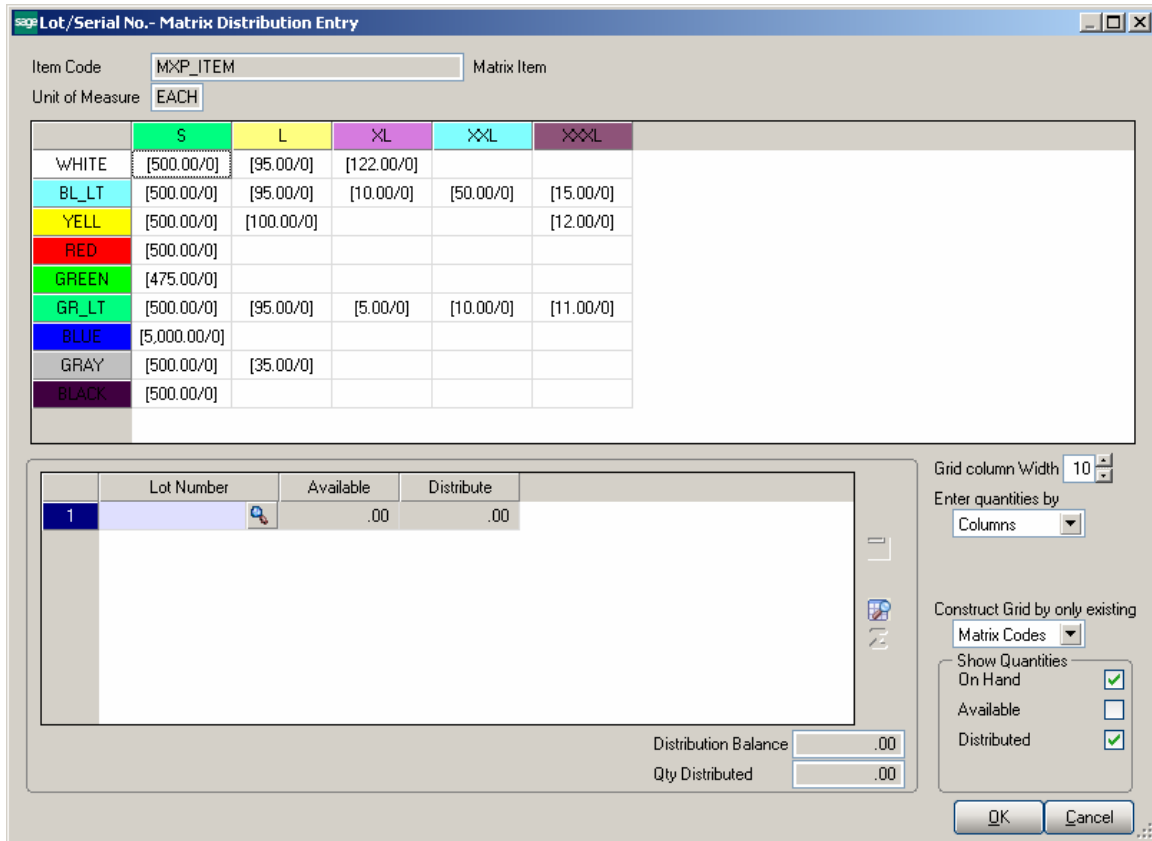 sage Lot/Serial No.- Matrix Distribution Entry
Item Code MXP_ITEM Matrix Item
Unit of Measure EACH
S L XL XXL XXXL
WHITE [500.00/0] [95.00/0] [122.00/0]
BL_LT [500.00/0] [95.00/0] [10.00/0] [50.00/0] [15.00/0]
YELL [500.00/0] [100.00/0] [12.00/0]
RED [500.00/0]
GREEN [475.00/0]
GR_LT [500.00/0] [95.00/0] [5.00/0] [10.00/0] [11.00/0]
BLUE [5,000.00/0]
GRAY [500.00/0] [35.00/0]
BLACK [500.00/0]
Lot Number Available Distribute
1 .00 .00
Distribution Balance .00
Qty Distributed .00
Grid column Width 10
Enter quantities by
Columns
Construct Grid by only existing
Matrix Codes
Show Quantities
On Hand
Available
Distributed
OK Cancel